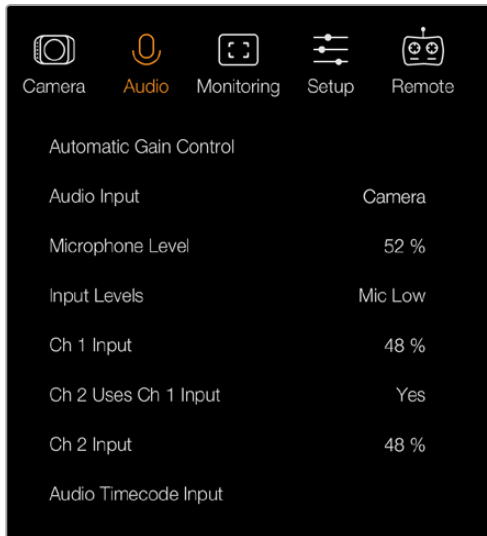 Camera Audio Monitoring Setup Remote
Automatic Gain Control
Audio Input Camera
Microphone Level 52 %
Input Levels Mic Low
Ch 1 Input 48 %
Ch 2 Uses Ch 1 Input Yes
Ch 2 Input 48 %
Audio Timecode Input